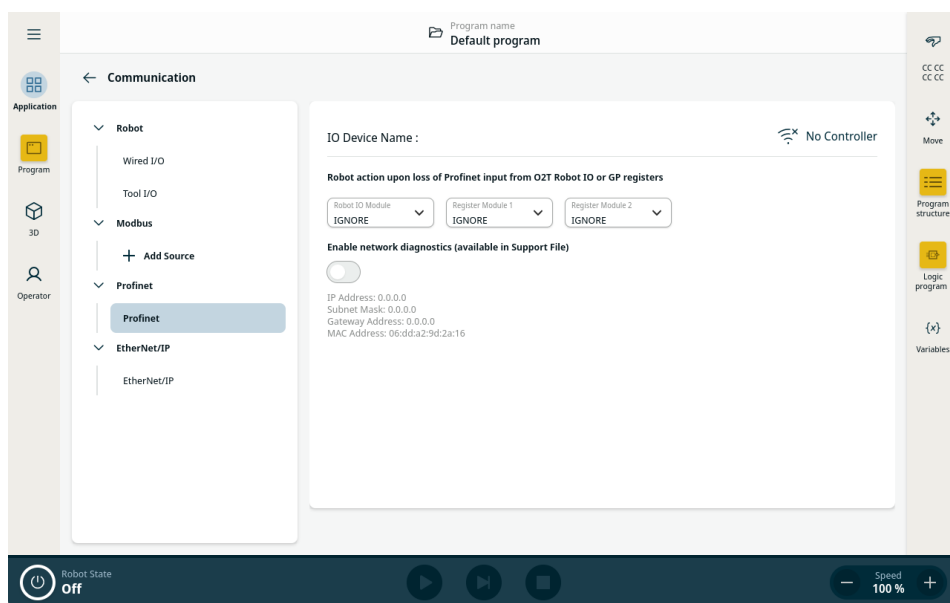 Program name
Default program
Communication
Application
Program
3D
Operator
Robot
Wired I/O
Tool I/O
Modbus
Add Source
Profinet
Profinet
EtherNet/IP
EtherNet/IP
IO Device Name :
No Controller
Robot action upon loss of Profinet input from O2T Robot IO or GP registers
Robot IO Module
IGNORE
Register Module 1
IGNORE
Register Module 2
IGNORE
Enable network diagnostics (available in Support File)
IP Address: 0.0.0.0
Subnet Mask: 0.0.0.0
Gateway Address: 0.0.0.0
MAC Address: 06:dd:a2:9d:2a:16
CC CC
CC CC
Move
Program
structure
Logic
program
{x}
Variables
Robot State
Off
Speed
100 %